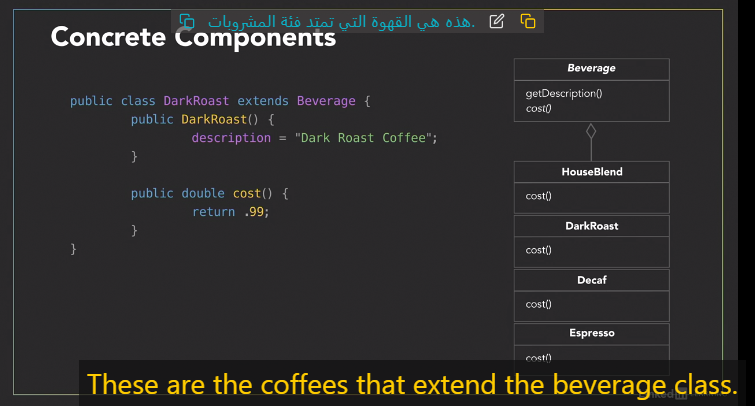 هذه هي القهوة التي تمتد فئة المشروبات.
Concrete Components
public class DarkRoast extends Beverage {
public DarkRoast() {
description = "Dark Roast Coffee";
}
public double cost() {
return .99;
}
}
Beverage
getDescription()
cost()
HouseBlend
cost()
DarkRoast
cost()
Decaf
cost()
Espresso
cost()
These are the coffees that extend the beverage class.